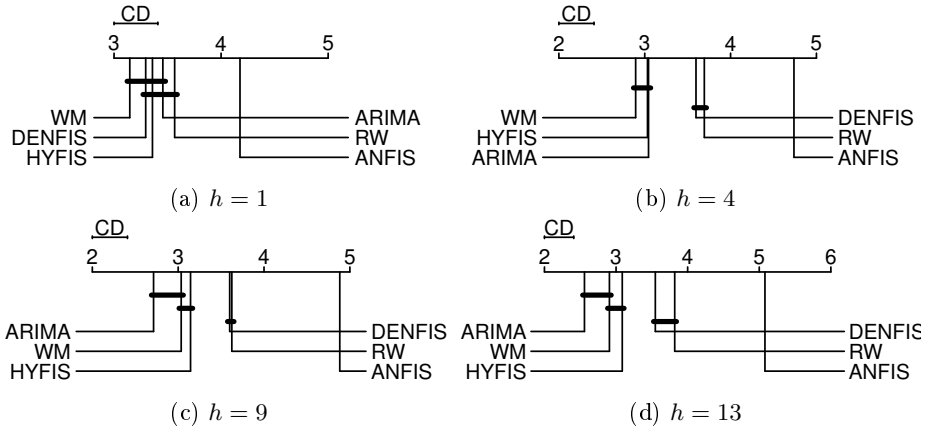 CD
3 4 5
WM
DENFIS
HYFIS
ARIMA
RW
ANFIS
(a) h = 1
CD
2 3 4 5
WM
HYFIS
ARIMA
DENFIS
RW
ANFIS
(b) h = 4
CD
2 3 4 5
ARIMA
WM
HYFIS
DENFIS
RW
ANFIS
(c) h = 9
CD
2 3 4 5 6
ARIMA
WM
HYFIS
DENFIS
RW
ANFIS
(d) h = 13